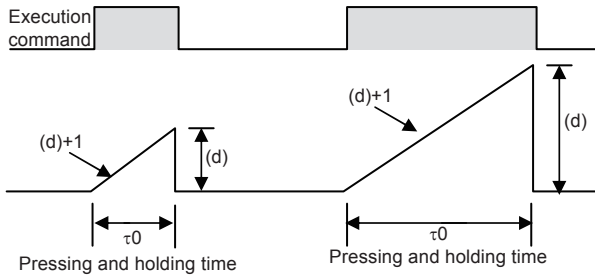 Execution
command
(d)+1
(d)
(d)+1
(d)
τ0
τ0
Pressing and holding time
Pressing and holding time